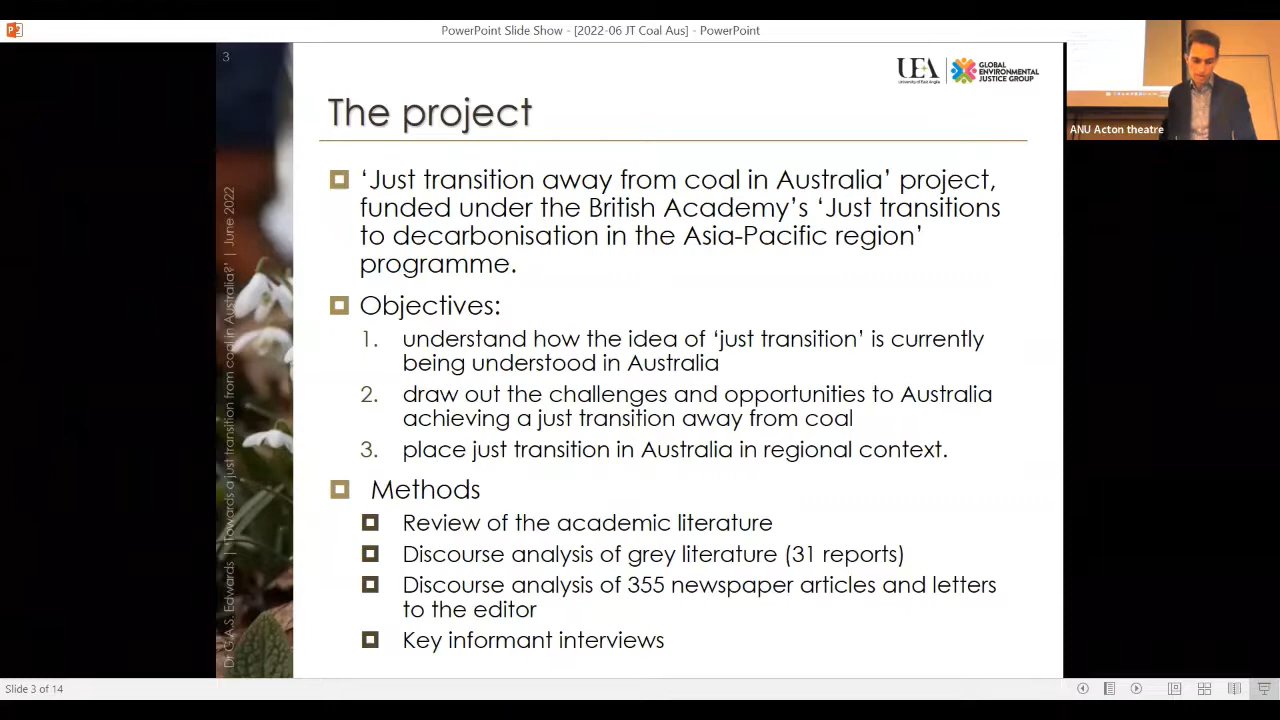 PowerPoint Slide Show - [2022-06 JT Coal Aus] - PowerPoint
3
UEA
University of East Anglia
GLOBAL
ENVIRONMENTAL
JUSTICE GROUP
ANU Acton theatre
The project
‘Just transition away from coal in Australia’ project,
funded under the British Academy’s ‘Just transitions
to decarbonisation in the Asia-Pacific region’
programme.
Objectives:
1. understand how the idea of ‘just transition’ is currently
being understood in Australia
2. draw out the challenges and opportunities to Australia
achieving a just transition away from coal
3. place just transition in Australia in regional context.
Methods
Review of the academic literature
Discourse analysis of grey literature (31 reports)
Discourse analysis of 355 newspaper articles and letters
to the editor
Key informant interviews
Dr G.A.S. Edwards | ‘Towards a just transition from coal in Australia?’ | June 2022
Slide 3 of 14